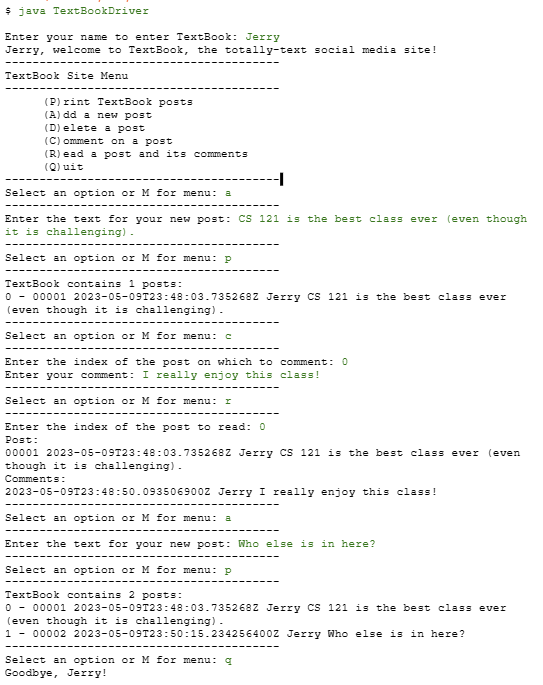 $ java TextBookDriver
Enter your name to enter TextBook: Jerry
Jerry, welcome to TextBook, the totally-text social media site!
------------------------------------------
TextBook Site Menu
------------------------------------------
(P)rint TextBook posts
(A)dd a new post
(D)elete a post
(C)omment on a post
(R)ead a post and its comments
(Q)uit
------------------------------------------
Select an option or M for menu: a
------------------------------------------
Enter the text for your new post: CS 121 is the best class ever (even though
it is challenging).
------------------------------------------
Select an option or M for menu: p
------------------------------------------
TextBook contains 1 posts:
0 - 00001 2023-05-09T23:48:03.735268Z Jerry CS 121 is the best class ever
(even though it is challenging).
------------------------------------------
Select an option or M for menu: c
------------------------------------------
Enter the index of the post on which to comment: 0
Enter your comment: I really enjoy this class!
------------------------------------------
Select an option or M for menu: r
------------------------------------------
Enter the index of the post to read: 0
Post:
00001 2023-05-09T23:48:03.735268Z Jerry CS 121 is the best class ever (even
though it is challenging).
Comments:
2023-05-09T23:48:50.093506900Z Jerry I really enjoy this class!
------------------------------------------
Select an option or M for menu: a
------------------------------------------
Enter the text for your new post: Who else is in here?
------------------------------------------
Select an option or M for menu: p
------------------------------------------
TextBook contains 2 posts:
0 - 00001 2023-05-09T23:48:03.735268Z Jerry CS 121 is the best class ever
(even though it is challenging).
1 - 00002 2023-05-09T23:50:15.234256400Z Jerry Who else is in here?
------------------------------------------
Select an option or M for menu: q
Goodbye, Jerry!